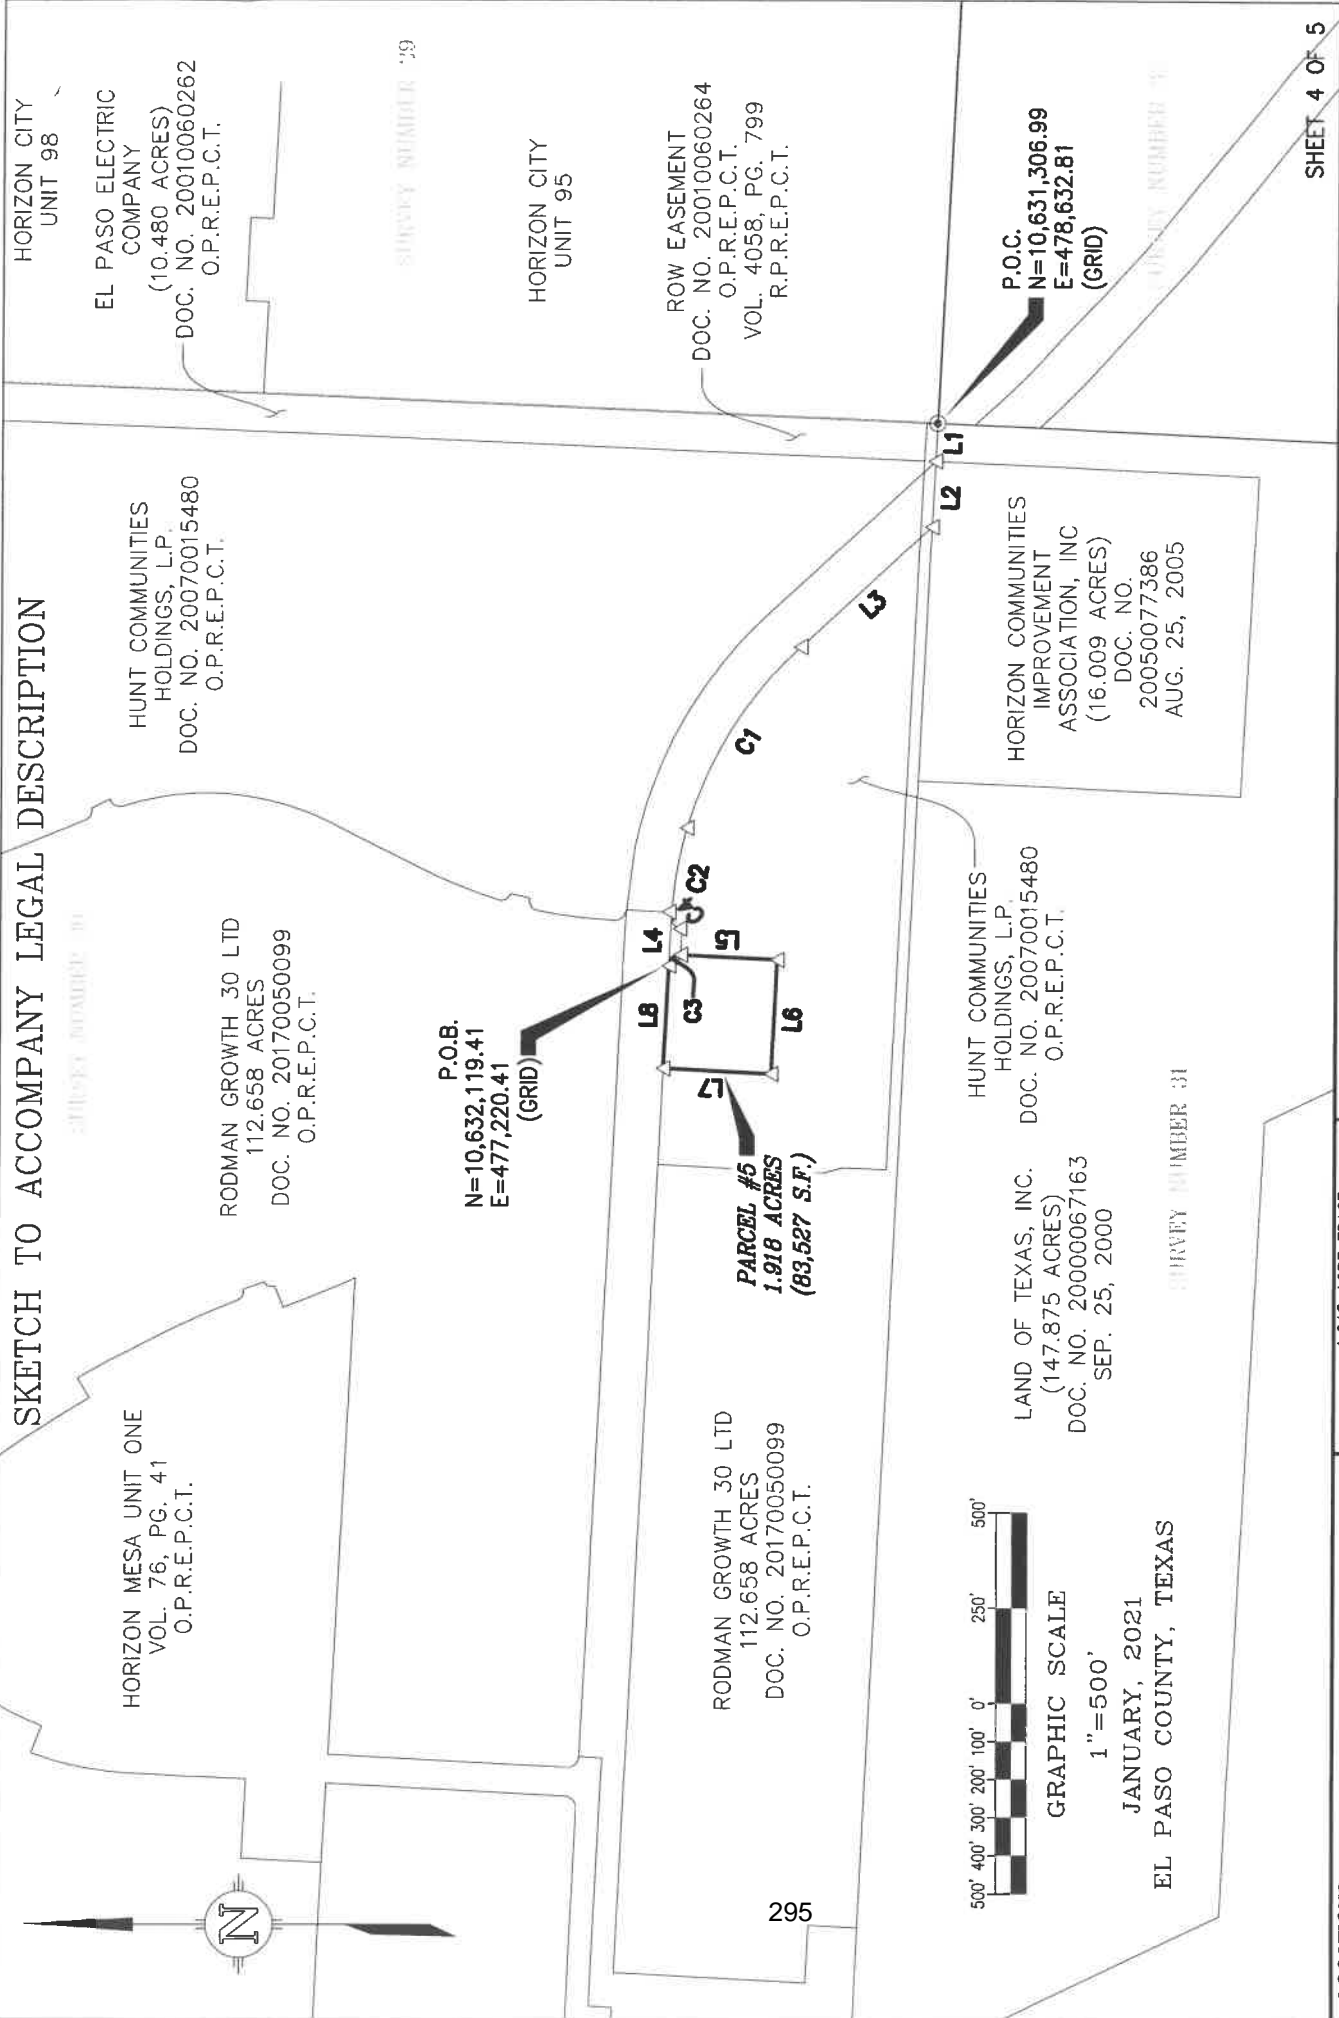 SKETCH TO ACCOMPANY LEGAL DESCRIPTION
HORIZON CITY
UNIT 98
EL PASO ELECTRIC
COMPANY
(10.480 ACRES)
DOC. NO. 20010060262
O.P.R.E.P.C.T.
SURVEY NUMBER
HORIZON CITY
UNIT 95
ROW EASEMENT
DOC. NO. 20010060264
O.P.R.E.P.C.T.
VOL. 4058, PG. 799
R.P.R.E.P.C.T.
P.O.C.
N=10,631,306.99
E=478,632.81
(GRID)
HUNT COMMUNITIES
HOLDINGS, L.P.
DOC. NO. 20070015480
O.P.R.E.P.C.T.
SURVEY NUMBER
RODMAN GROWTH 30 LTD
112.658 ACRES
DOC. NO. 20170050099
O.P.R.E.P.C.T.
HORIZON MESA UNIT ONE
VOL. 76, PG. 41
O.P.R.E.P.C.T.
N
P.O.B.
N=10,632,119.41
E=477,220.41
(GRID)
L8
L4
C2
C3
L5
L6
L7
C1
L3
L2
L1
PARCEL #5
1.918 ACRES
(83,527 S.F.)
RODMAN GROWTH 30 LTD
112.658 ACRES
DOC. NO. 20170050099
O.P.R.E.P.C.T.
HORIZON COMMUNITIES
IMPROVEMENT
ASSOCIATION, INC
(16.009 ACRES)
DOC. NO.
20050077386
AUG. 25, 2005
HUNT COMMUNITIES
HOLDINGS, L.P.
DOC. NO. 20070015480
O.P.R.E.P.C.T.
LAND OF TEXAS, INC.
(147.875 ACRES)
DOC. NO. 20000067163
SEP. 25, 2000
SURVEY NUMBER 31
500' 400' 300' 200' 100' 0' 250' 500'
GRAPHIC SCALE
1"=500'
JANUARY, 2021
EL PASO COUNTY, TEXAS
SHEET 4 OF 5
295